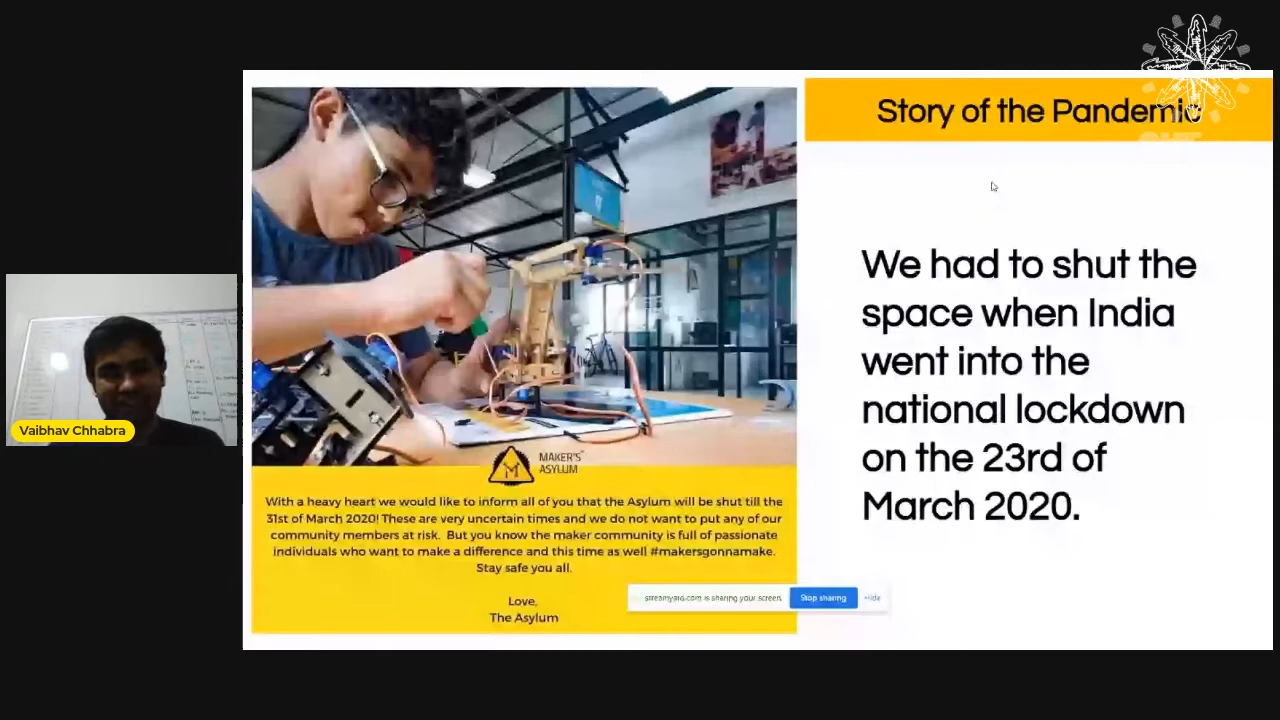 Story of the Pandemic
We had to shut the
space when India
went into the
national lockdown
on the 23rd of
March 2020.
MAKER'S
ASYLUM
With a heavy heart we would like to inform all of you that the Asylum will be shut till the
31st of March 2020! These are very uncertain times and we do not want to put any of our
community members at risk. But you know the maker community is full of passionate
individuals who want to make a difference and this time as well #makersgonnamake.
Stay safe you all.
Love,
The Asylum
streamyard.com is sharing your screen.
Stop sharing
Hide
Vaibhav Chhabra